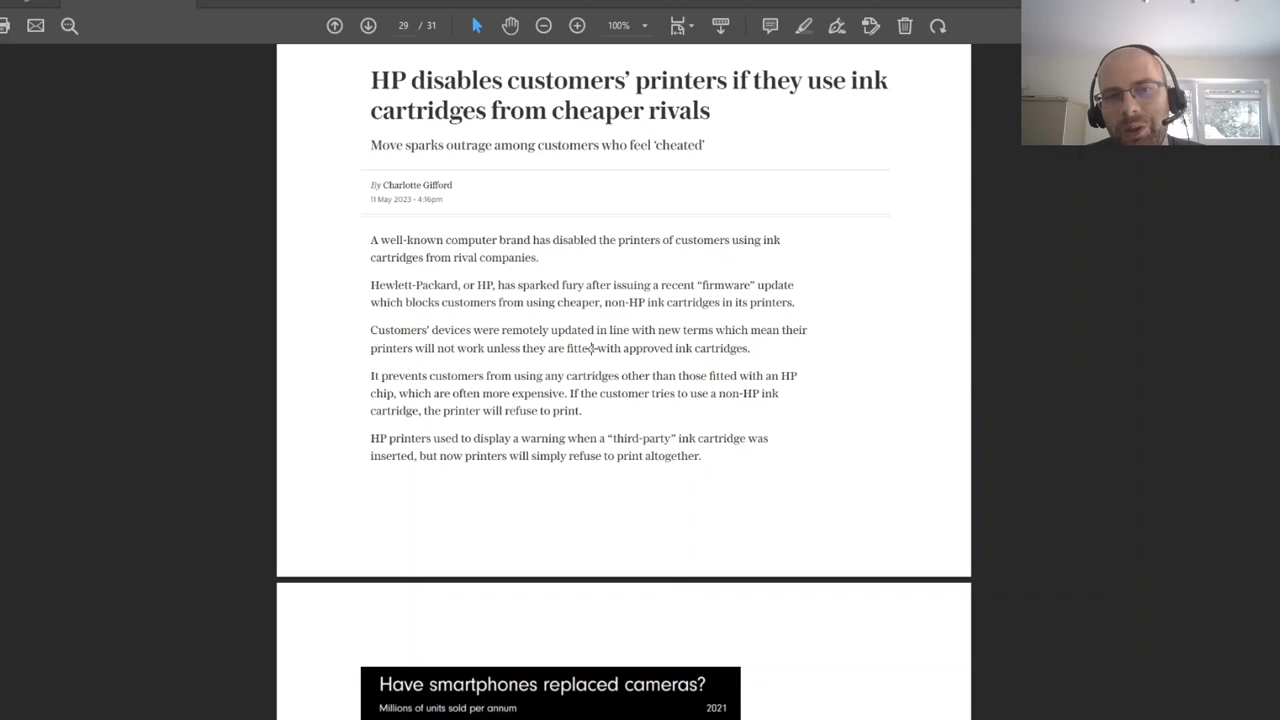 29 / 31
100%
HP disables customers’ printers if they use ink
cartridges from cheaper rivals
Move sparks outrage among customers who feel ‘cheated’
By Charlotte Gifford
11 May 2023 • 4:16pm
A well-known computer brand has disabled the printers of customers using ink
cartridges from rival companies.
Hewlett-Packard, or HP, has sparked fury after issuing a recent “firmware” update
which blocks customers from using cheaper, non-HP ink cartridges in its printers.
Customers’ devices were remotely updated in line with new terms which mean their
printers will not work unless they are fitted with approved ink cartridges.
It prevents customers from using any cartridges other than those fitted with an HP
chip, which are often more expensive. If the customer tries to use a non-HP ink
cartridge, the printer will refuse to print.
HP printers used to display a warning when a “third-party” ink cartridge was
inserted, but now printers will simply refuse to print altogether.
Have smartphones replaced cameras?
Millions of units sold per annum 2021